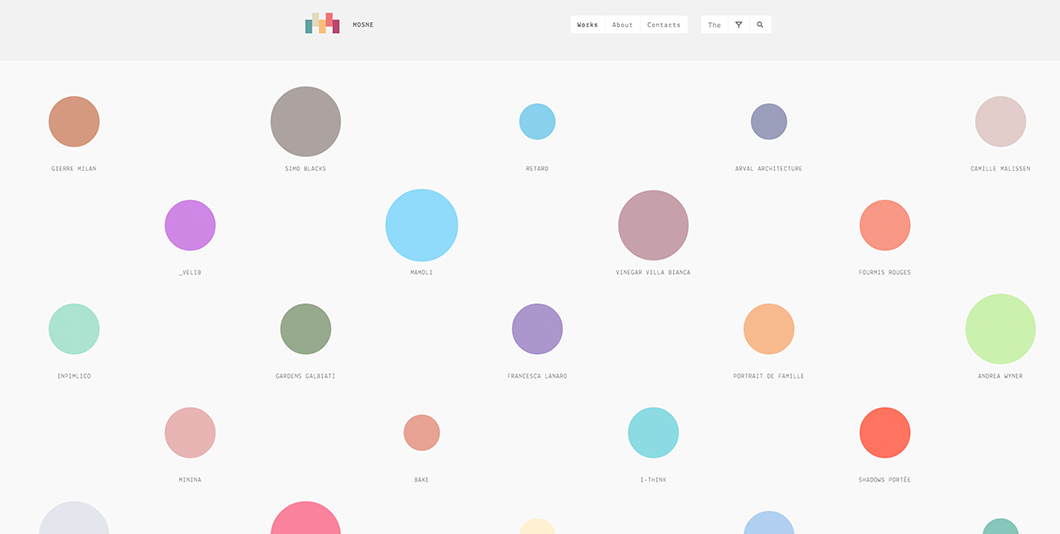 MOSNE
Works About Contacts The
GIERRE MILAN SIMO BLACKS RETARO ARVAL ARCHITECTURE CAMILLE MALISSEN
_VELIB MAMOLI VINEGAR VILLA BIANCA FOURMIS ROUGES
INPIMLICO GARDENS GALBIATI FRANCESCA LANARO PORTRAIT DE FAMILLE ANDREA WYNER
MININA BAKE I-THINK SHADOWS PORTÉE